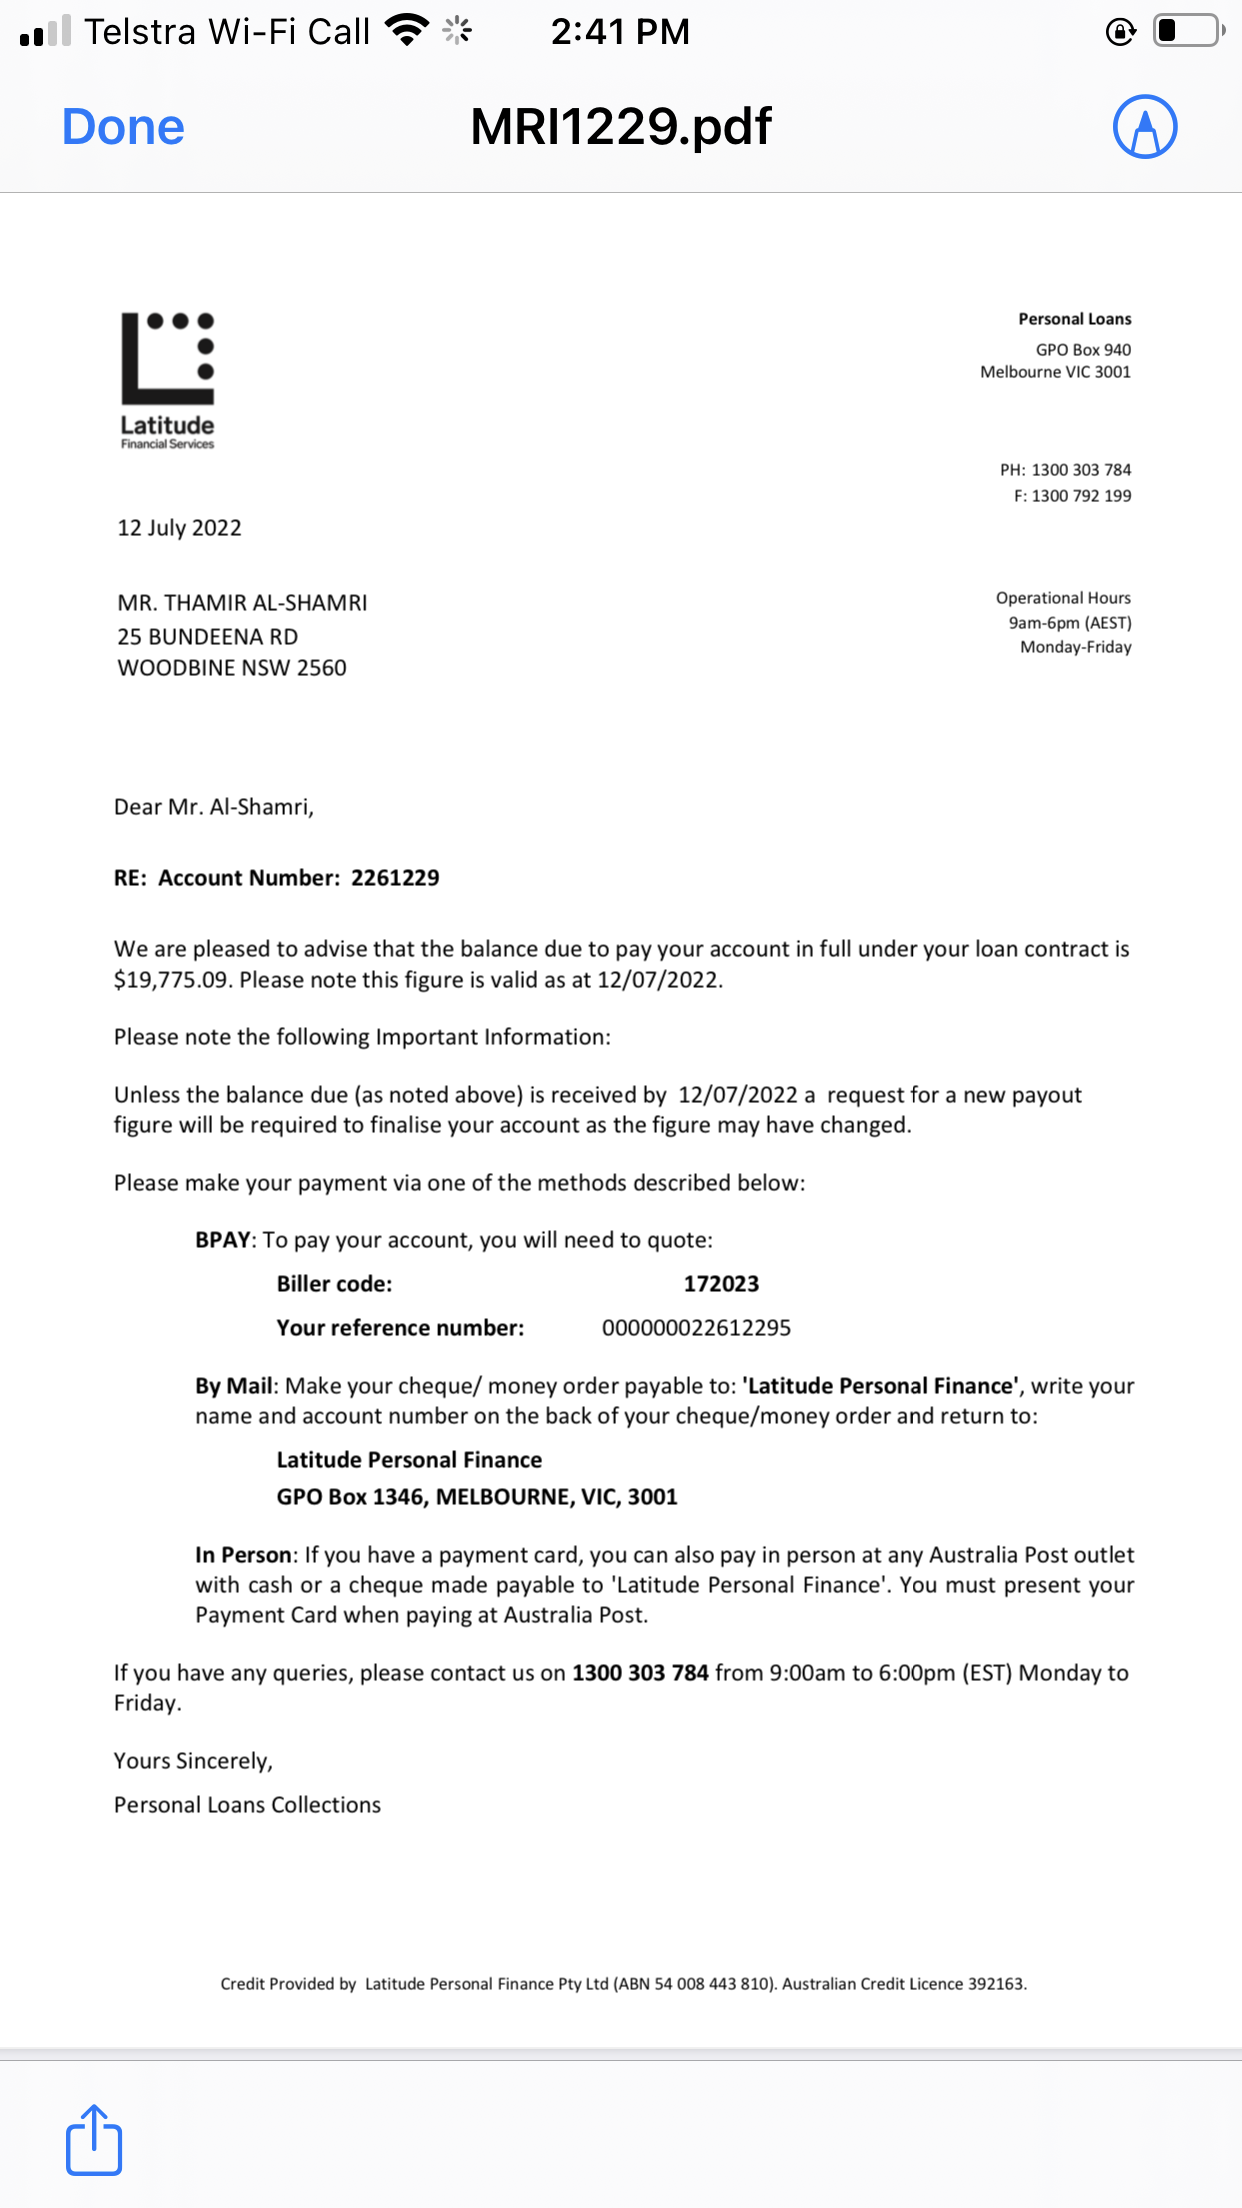 Telstra Wi-Fi Call 2:41 PM
Done MRI1229.pdf
Latitude
Financial Services
Personal Loans
GPO Box 940
Melbourne VIC 3001
PH: 1300 303 784
F: 1300 792 199
12 July 2022
MR. THAMIR AL-SHAMRI
25 BUNDEENA RD
WOODBINE NSW 2560
Operational Hours
9am-6pm (AEST)
Monday-Friday
Dear Mr. Al-Shamri,
RE: Account Number: 2261229
We are pleased to advise that the balance due to pay your account in full under your loan contract is
$19,775.09. Please note this figure is valid as at 12/07/2022.
Please note the following Important Information:
Unless the balance due (as noted above) is received by 12/07/2022 a request for a new payout
figure will be required to finalise your account as the figure may have changed.
Please make your payment via one of the methods described below:
BPAY: To pay your account, you will need to quote:
Biller code: 172023
Your reference number: 000000022612295
By Mail: Make your cheque/ money order payable to: 'Latitude Personal Finance', write your
name and account number on the back of your cheque/money order and return to:
Latitude Personal Finance
GPO Box 1346, MELBOURNE, VIC, 3001
In Person: If you have a payment card, you can also pay in person at any Australia Post outlet
with cash or a cheque made payable to 'Latitude Personal Finance'. You must present your
Payment Card when paying at Australia Post.
If you have any queries, please contact us on 1300 303 784 from 9:00am to 6:00pm (EST) Monday to
Friday.
Yours Sincerely,
Personal Loans Collections
Credit Provided by Latitude Personal Finance Pty Ltd (ABN 54 008 443 810). Australian Credit Licence 392163.